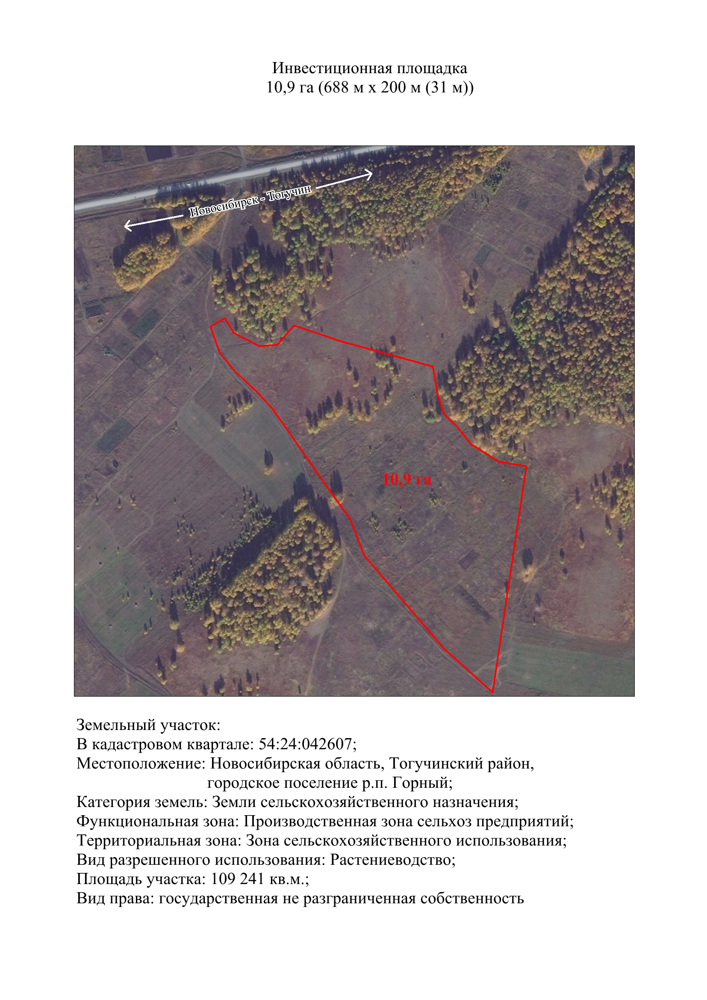 Инвестиционная площадка
10,9 га (688 м х 200 м (31 м))
Новосибирск - Тогучин
10,9 га
Земельный участок:
В кадастровом квартале: 54:24:042607;
Местоположение: Новосибирская область, Тогучинский район,
городское поселение р.п. Горный;
Категория земель: Земли сельскохозяйственного назначения;
Функциональная зона: Производственная зона сельхоз предприятий;
Территориальная зона: Зона сельскохозяйственного использования;
Вид разрешенного использования: Растениеводство;
Площадь участка: 109 241 кв.м.;
Вид права: государственная не разграниченная собственность